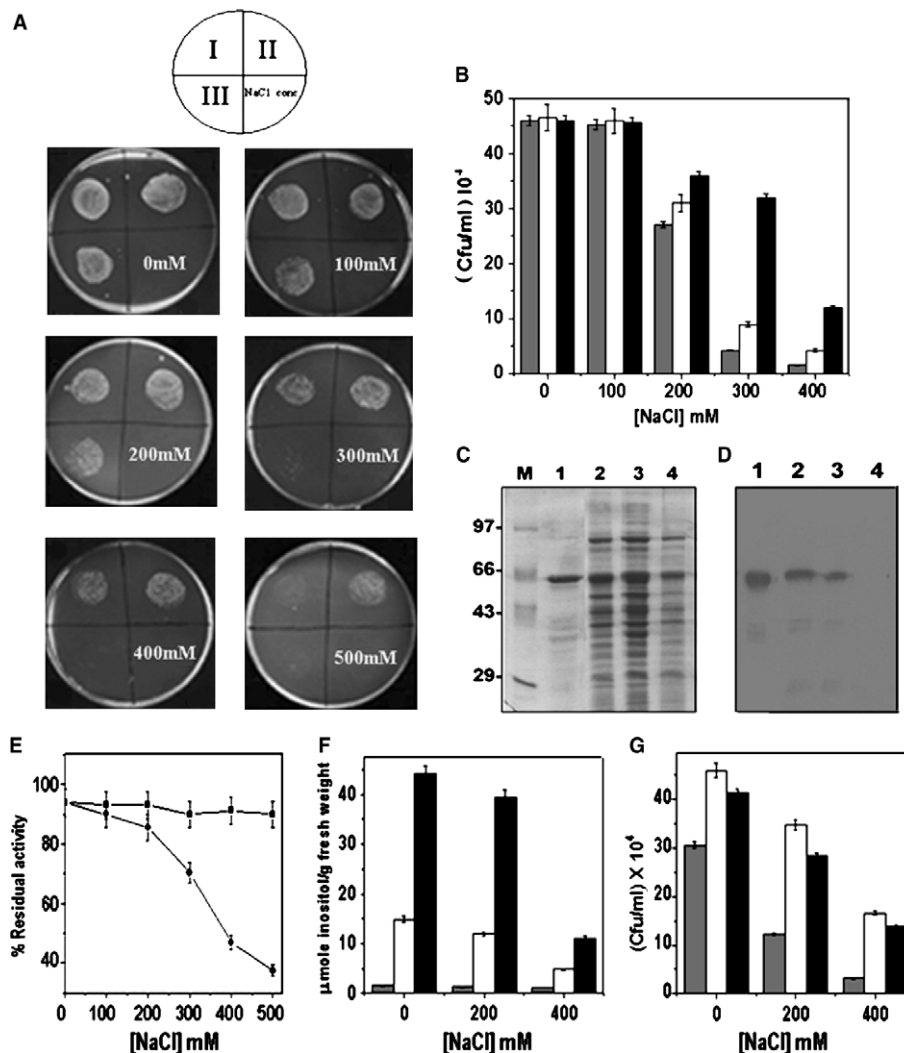 A
I II
III NaCl conc
0mM 100mM
200mM 300mM
400mM 500mM
B
(Cfu/ml) 10⁻³
50
40
30
20
10
0
0 100 200 300 400
[NaCl] mM
C
M 1 2 3 4
97
66
43
29
D
1 2 3 4
E
% Residual activity
100
80
60
40
0 100 200 300 400 500
[NaCl] mM
F
µmole inositol/g fresh weight
40
30
20
10
0
0 200 400
[NaCl] mM
G
(Cfu/ml) X 10⁴
40
30
20
10
0
0 200 400
[NaCl] mM